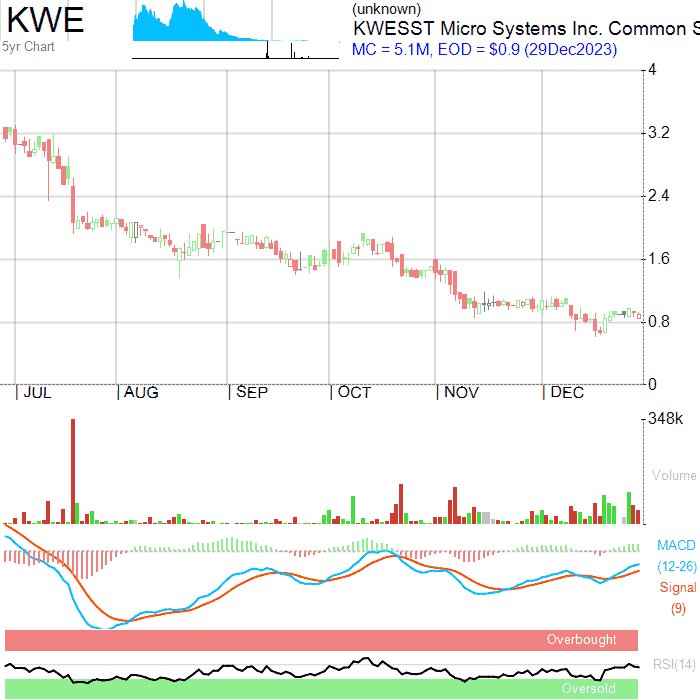 KWE
5yr Chart
(unknown)
KWESST Micro Systems Inc. Common S
MC = 5.1M, EOD = $0.9 (29Dec2023)
4
3.2
2.4
1.6
0.8
0
JUL AUG SEP OCT NOV DEC
348k
Volume
MACD
(12-26)
Signal
(9)
Overbought
RSI(14)
Oversold